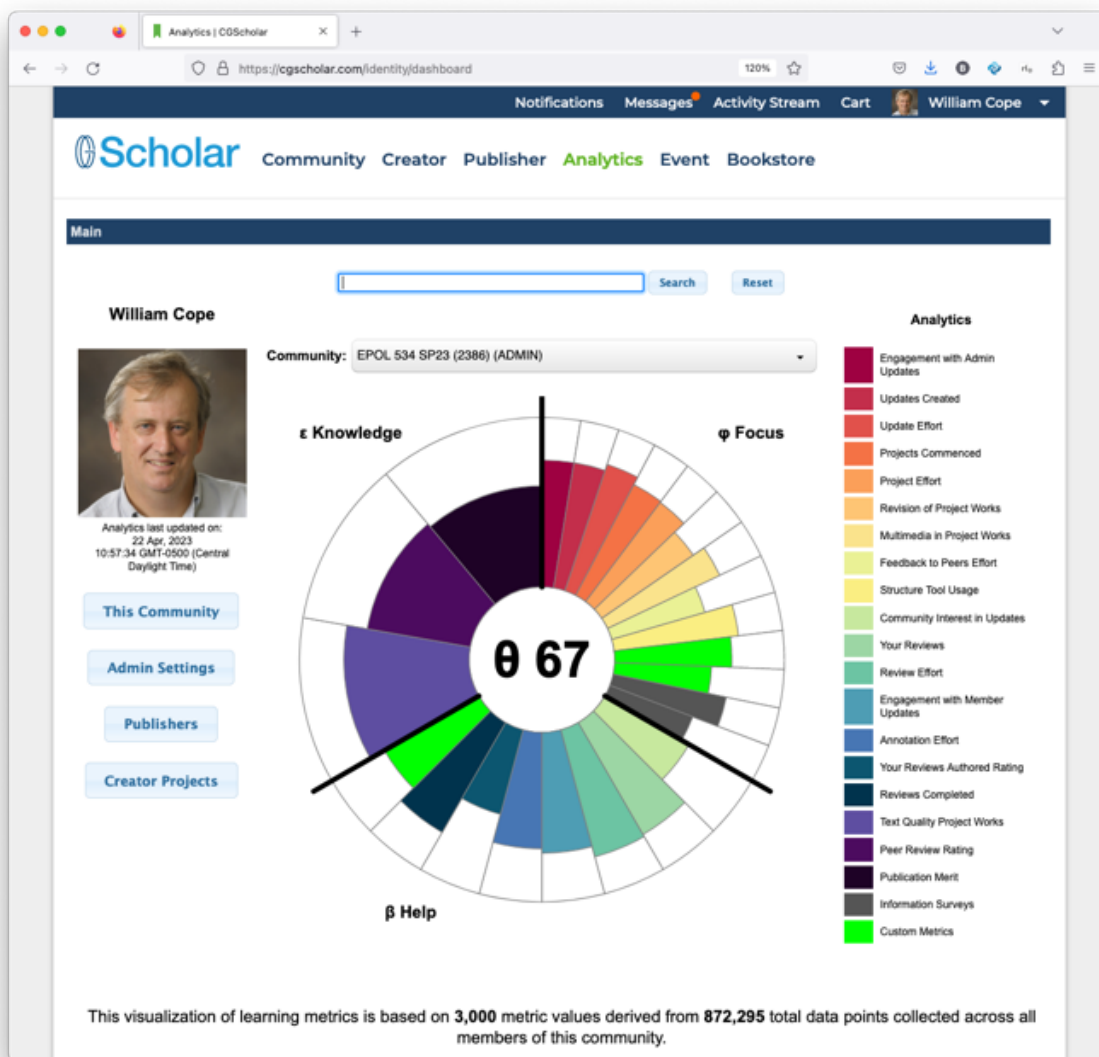 Analytics | CGScholar
https://cgscholar.com/identity/dashboard
120%
Notifications Messages Activity Stream Cart William Cope
Scholar
Community Creator Publisher Analytics Event Bookstore
Main
Search Reset
William Cope
Community: EPOL 534 SP23 (2386) (ADMIN)
Analytics last updated on:
22 Apr, 2023
10:57:34 GMT-0500 (Central
Daylight Time)
This Community
Admin Settings
Publishers
Creator Projects
ε Knowledge
φ Focus
θ 67
β Help
Analytics
Engagement with Admin
Updates
Updates Created
Update Effort
Projects Commenced
Project Effort
Revision of Project Works
Multimedia in Project Works
Feedback to Peers Effort
Structure Tool Usage
Community Interest in Updates
Your Reviews
Review Effort
Engagement with Member
Updates
Annotation Effort
Your Reviews Authored Rating
Reviews Completed
Text Quality Project Works
Peer Review Rating
Publication Merit
Information Surveys
Custom Metrics
This visualization of learning metrics is based on 3,000 metric values derived from 872,295 total data points collected across all
members of this community.